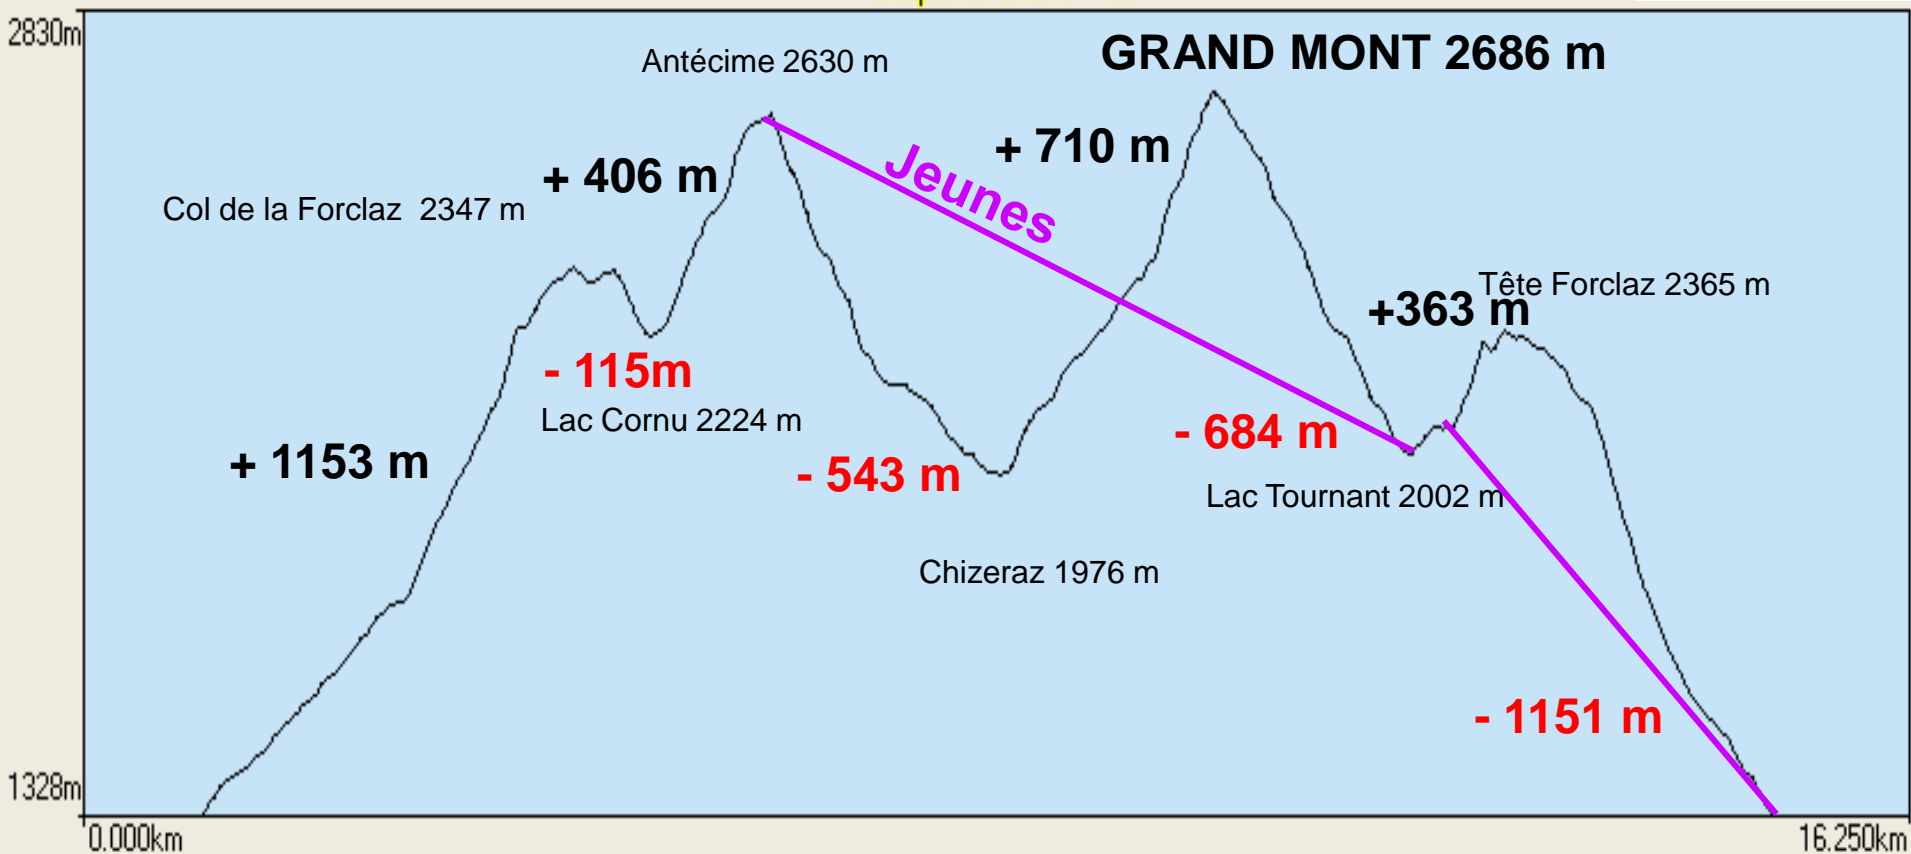 2830m
Antécime 2630 m
GRAND MONT 2686 m
+ 406 m
Jeunes
+ 710 m
Col de la Forclaz 2347 m
Tête Forclaz 2365 m
+363 m
- 115m
Lac Cornu 2224 m
- 684 m
+ 1153 m
- 543 m
Lac Tournant 2002 m
Chizeraz 1976 m
- 1151 m
1328m
0.000km
16.250km